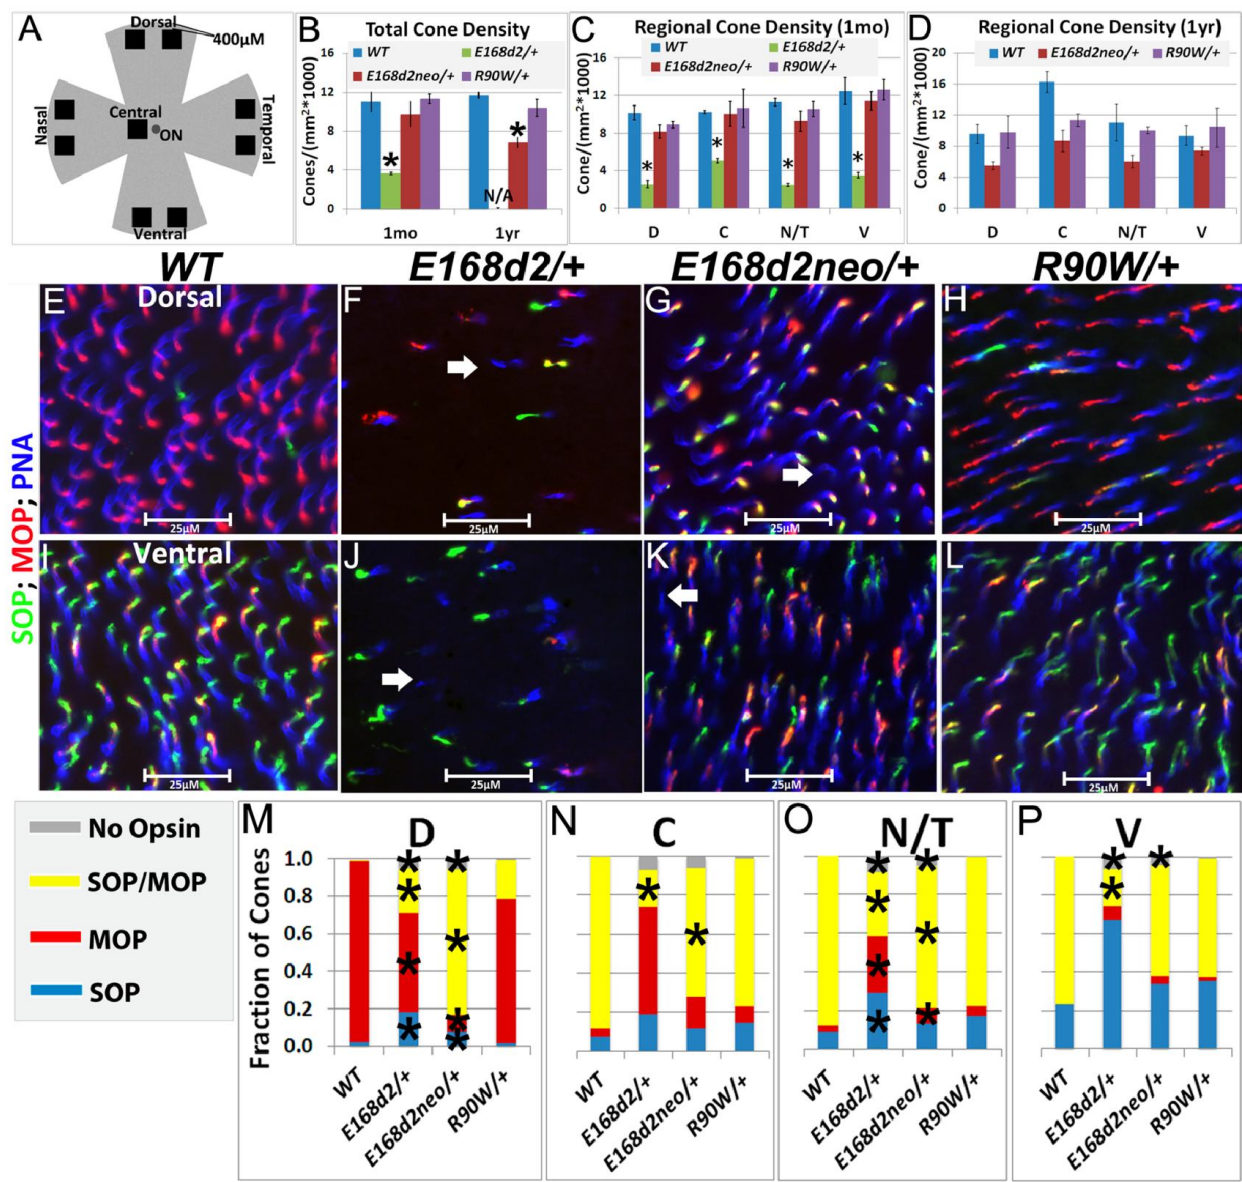 A
Dorsal
400µM
Nasal
Central
ON
Temporal
Ventral
B
Total Cone Density
WT
E168d2/+
E168d2neo/+
R90W/+
Cones/(mm²*1000)
16
12
8
4
0
N/A
*
*
1mo
1yr
C
Regional Cone Density (1mo)
WT
E168d2/+
E168d2neo/+
R90W/+
Cone/(mm²*1000)
16
12
8
4
0
*
*
*
*
D
C
N/T
V
D
Regional Cone Density (1yr)
WT
E168d2neo/+
R90W/+
Cone/(mm²*1000)
20
16
12
8
4
0
D
C
N/T
V
WT
E168d2/+
E168d2neo/+
R90W/+
SOP; MOP; PNA
E
Dorsal
25µM
F
25µM
G
25µM
H
25µM
I
Ventral
25µM
J
25µM
K
25µM
L
25µM
No Opsin
SOP/MOP
MOP
SOP
M
D
Fraction of Cones
1.0
0.8
0.6
0.4
0.2
0.0
*
*
*
*
*
*
*
*
WT
E168d2/+
E168d2neo/+
R90W/+
N
C
*
*
WT
E168d2/+
E168d2neo/+
R90W/+
O
N/T
*
*
*
*
*
*
*
WT
E168d2/+
E168d2neo/+
R90W/+
P
V
*
*
*
WT
E168d2/+
E168d2neo/+
R90W/+